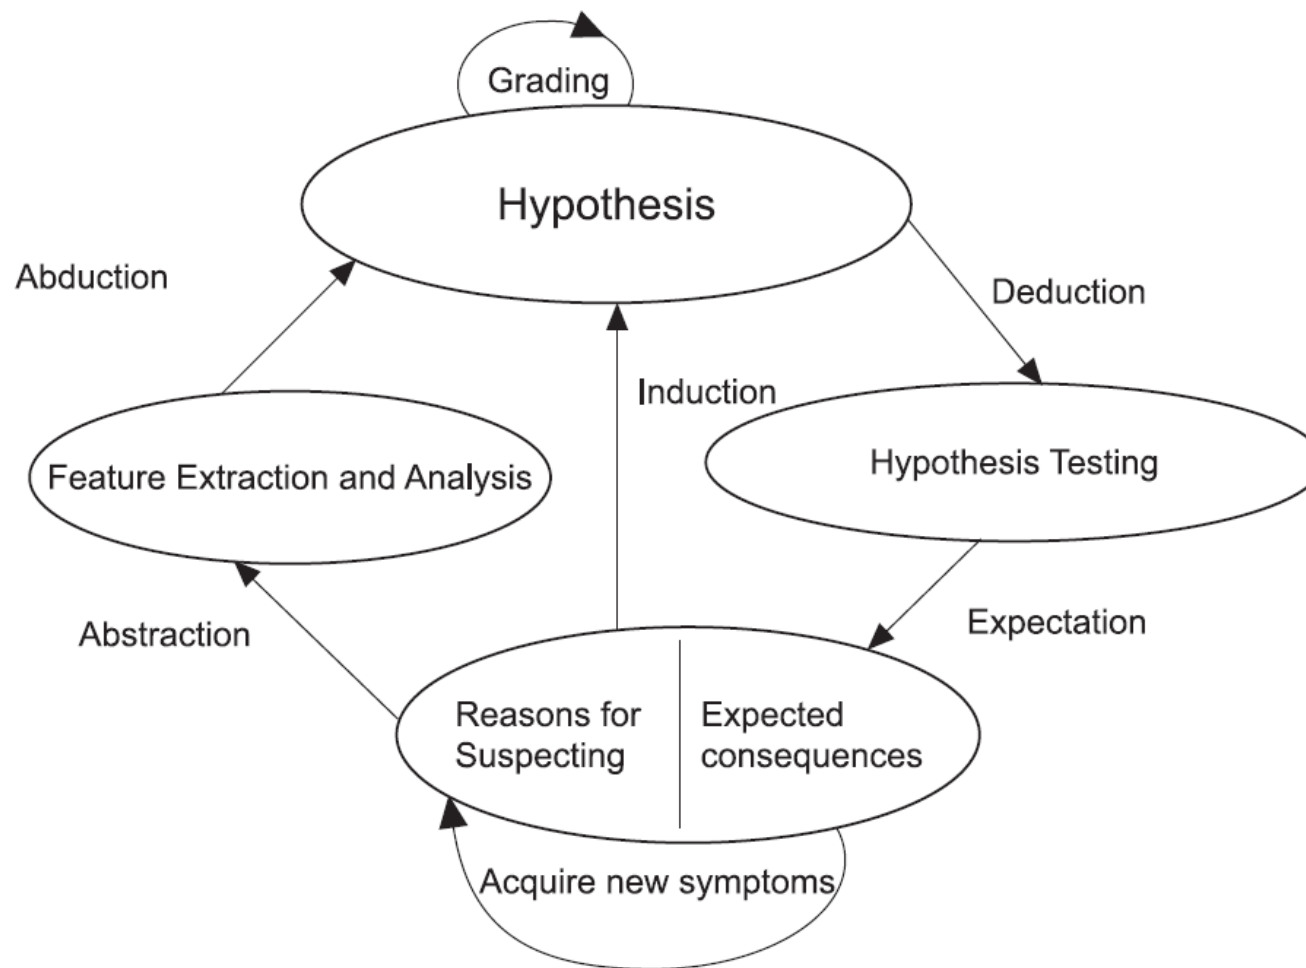 Grading
Hypothesis
Abduction
Deduction
Induction
Feature Extraction and Analysis
Hypothesis Testing
Abstraction
Expectation
Reasons for
Suspecting
Expected
consequences
Acquire new symptoms